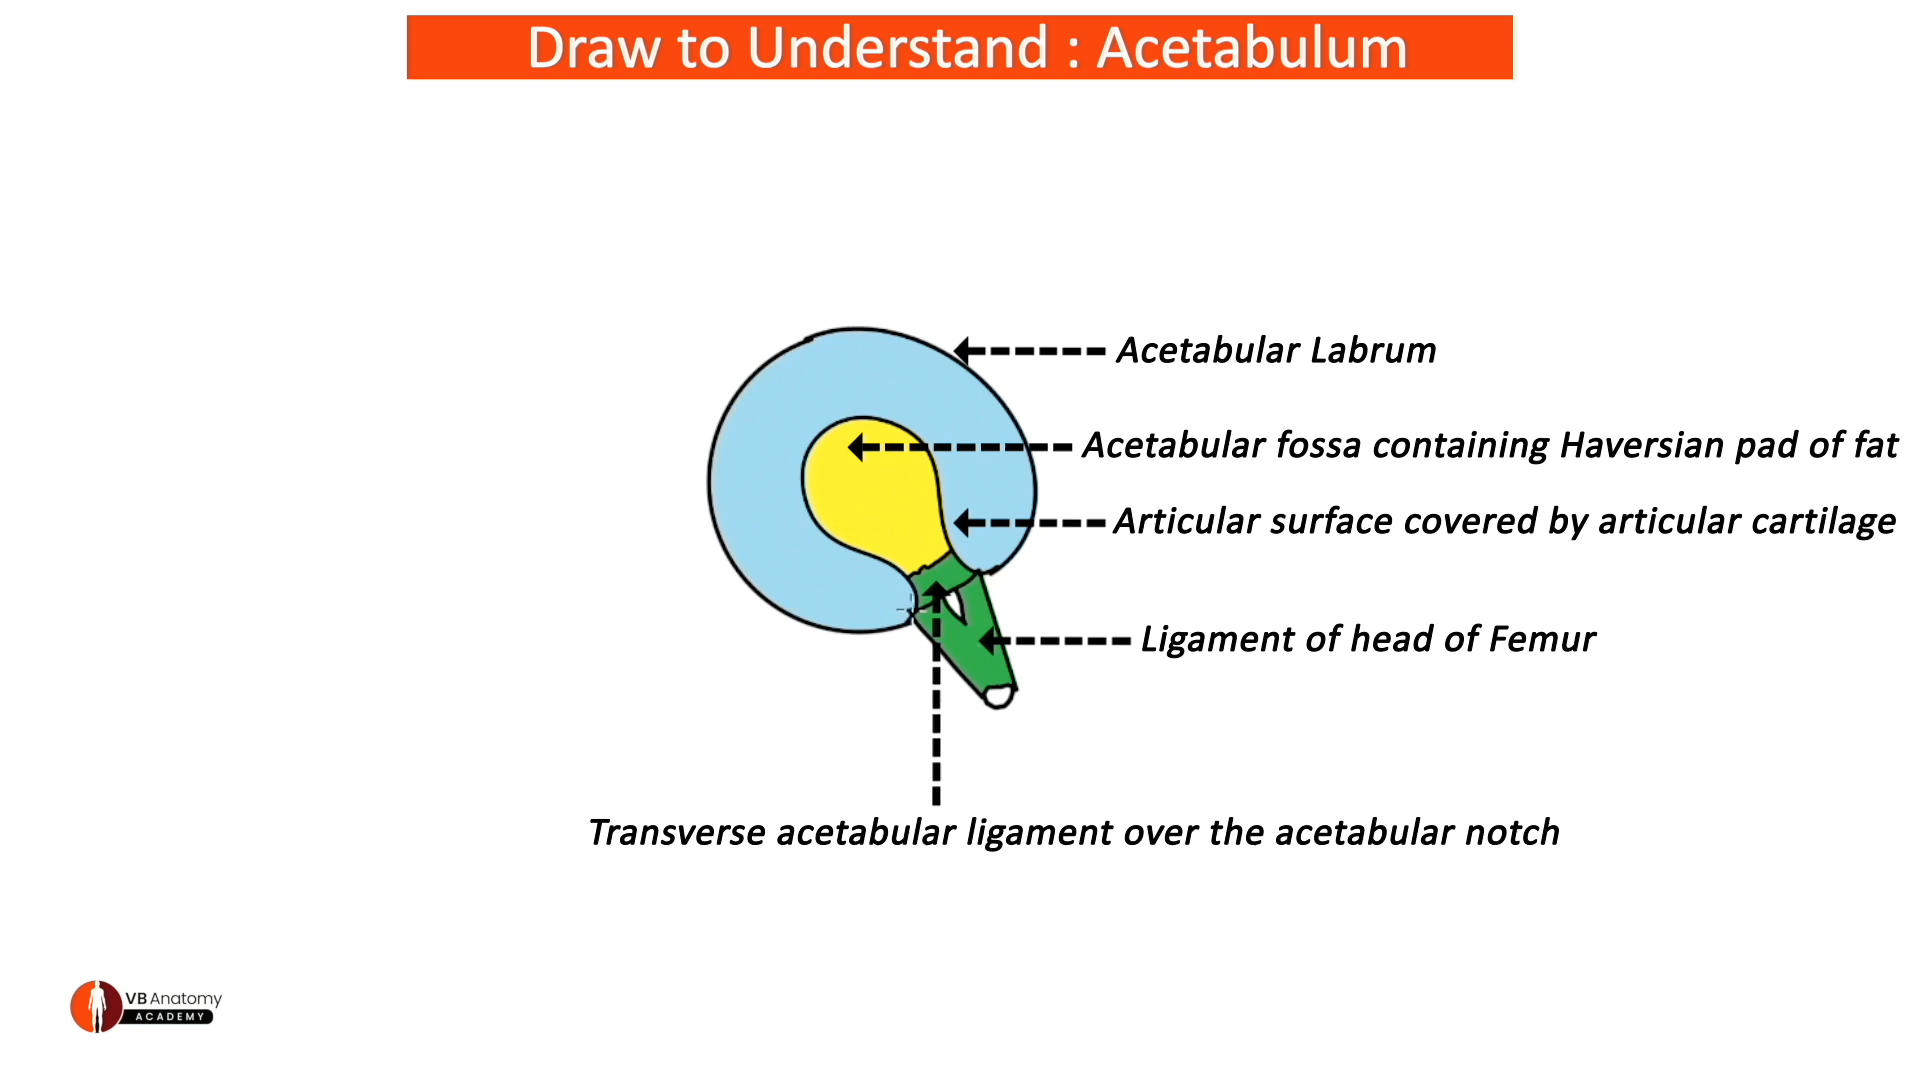 Draw to Understand : Acetabulum
Acetabular Labrum
Acetabular fossa containing Haversian pad of fat
Articular surface covered by articular cartilage
Ligament of head of Femur
Transverse acetabular ligament over the acetabular notch
VB Anatomy
ACADEMY